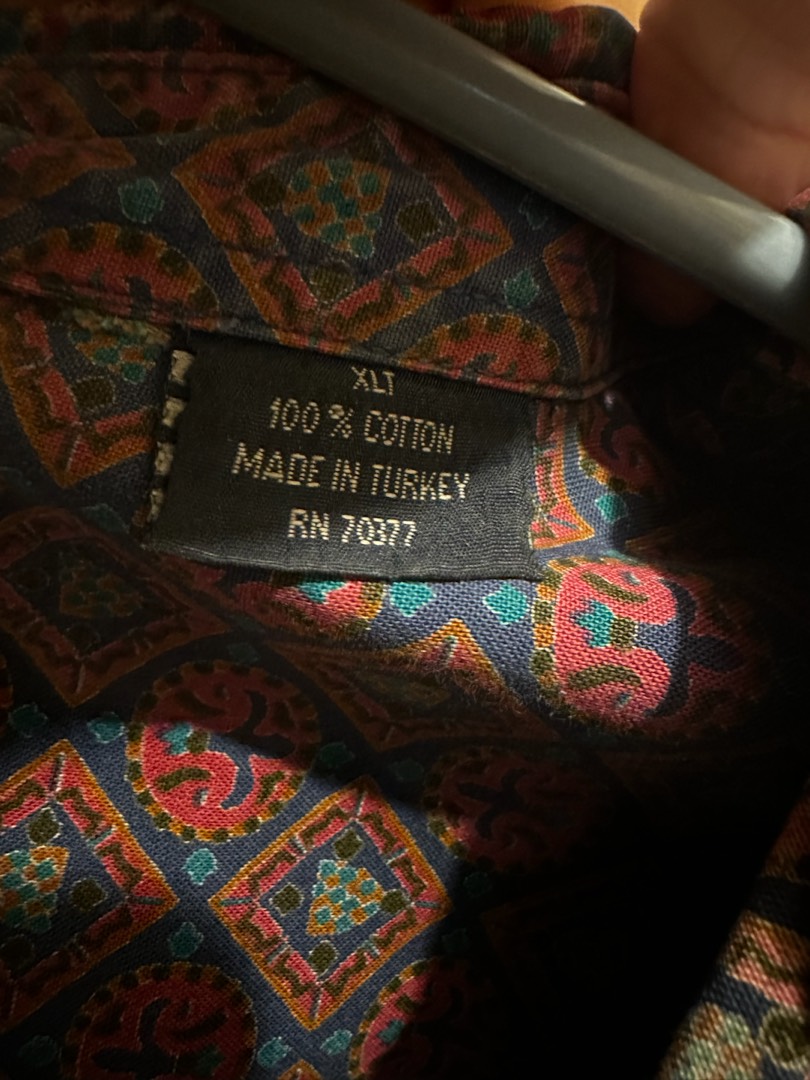 XLT
100 % COTTON
MADE IN TURKEY
RN 70377